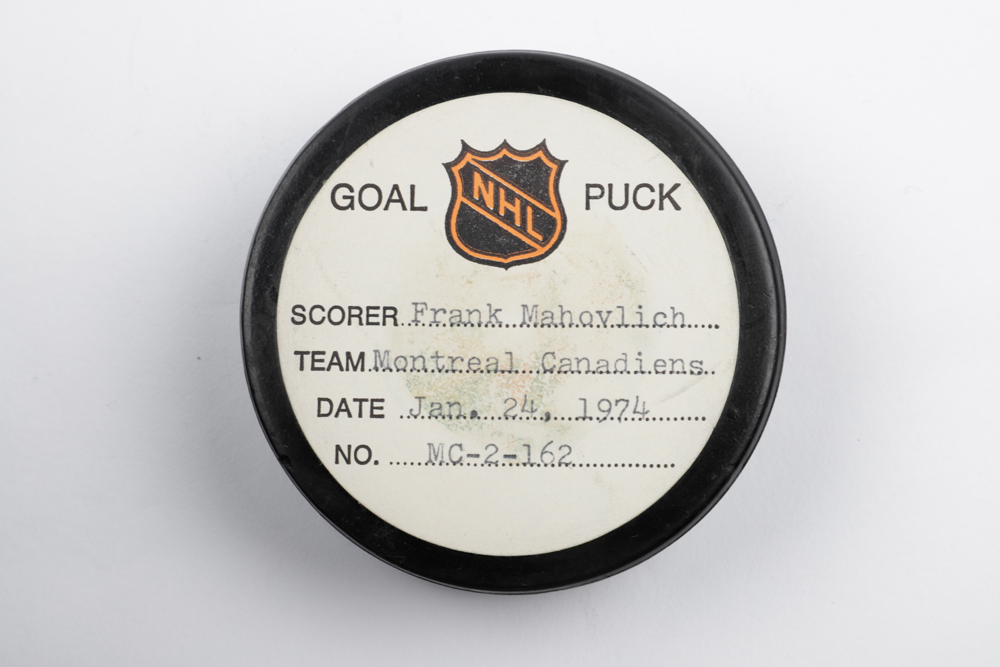 GOAL NHL PUCK
SCORER Frank Mahovlich
TEAM Montreal Canadiens
DATE Jan. 24, 1974
NO. MC-2-162